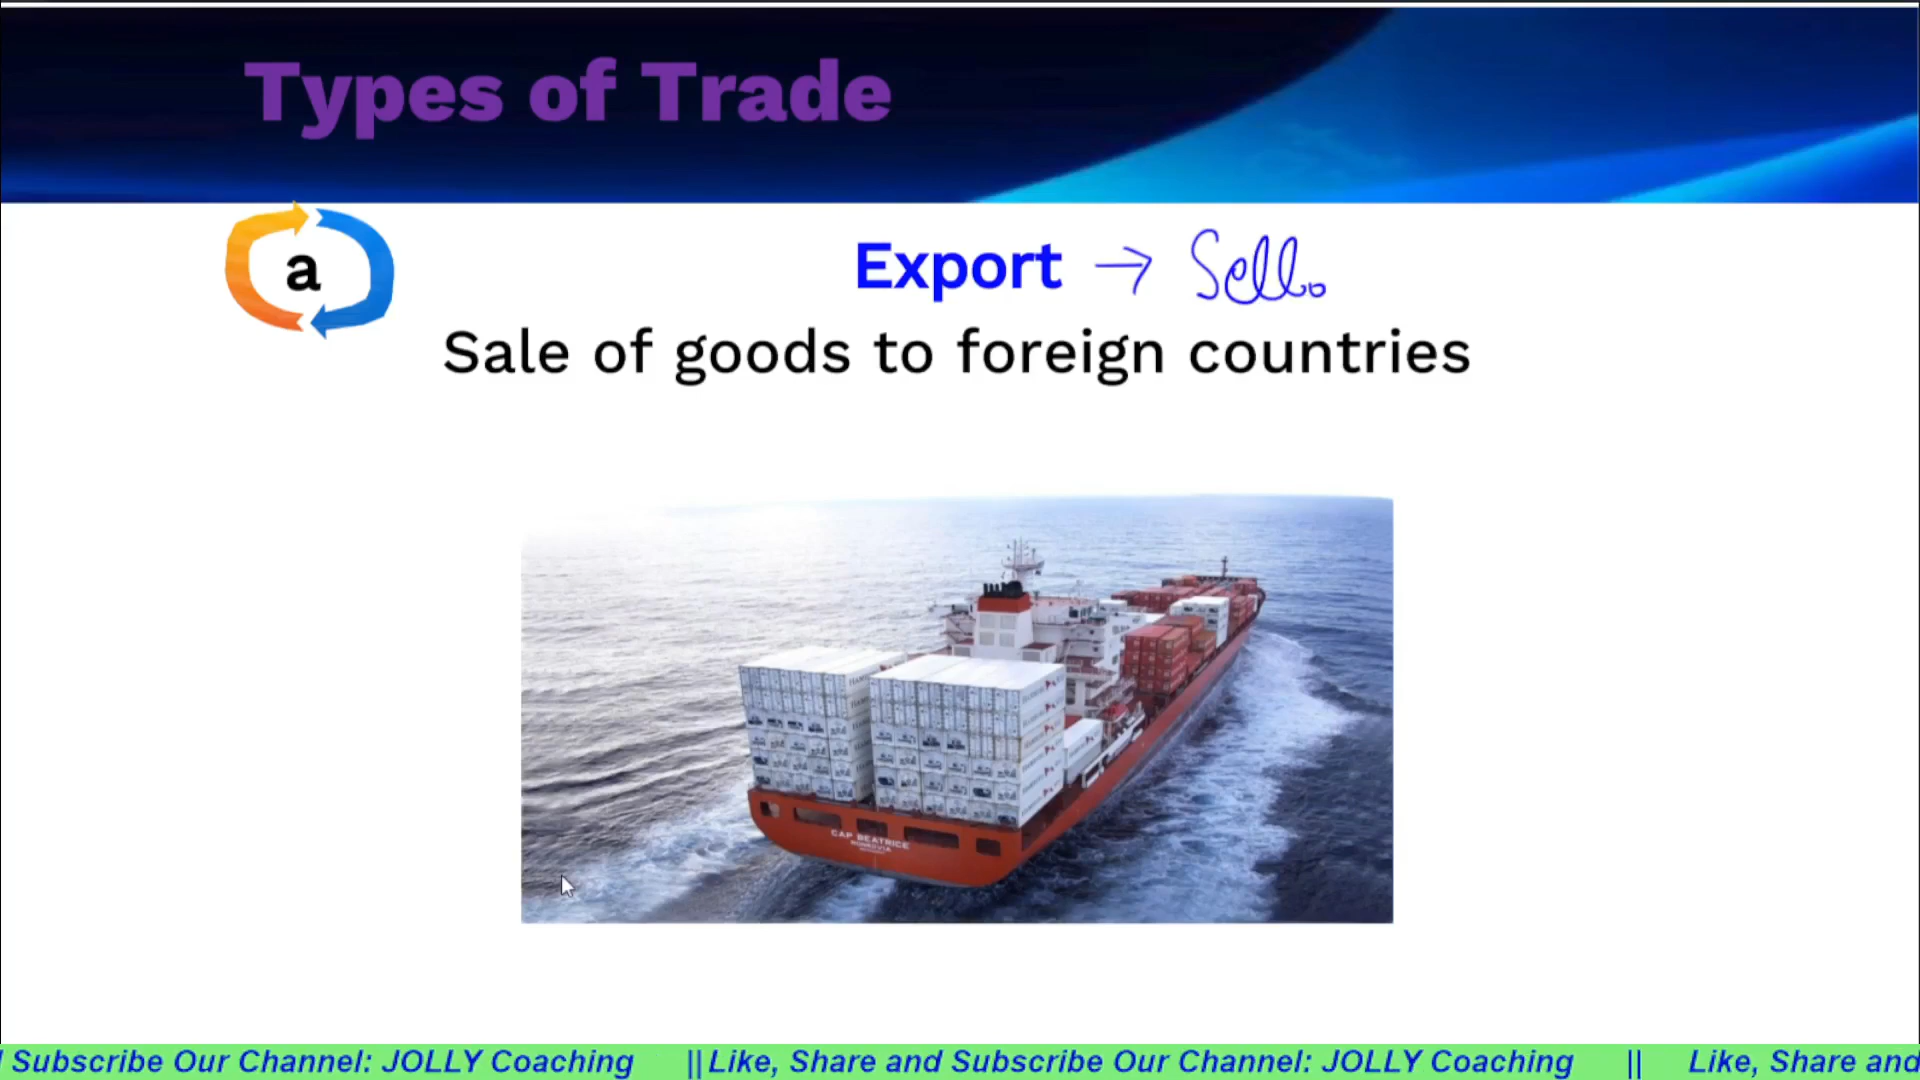 Types of Trade
a
Export → Sell.
Sale of goods to foreign countries
CAP BEATRICE
MONROVIA
Subscribe Our Channel: JOLLY Coaching || Like, Share and Subscribe Our Channel: JOLLY Coaching || Like, Share and